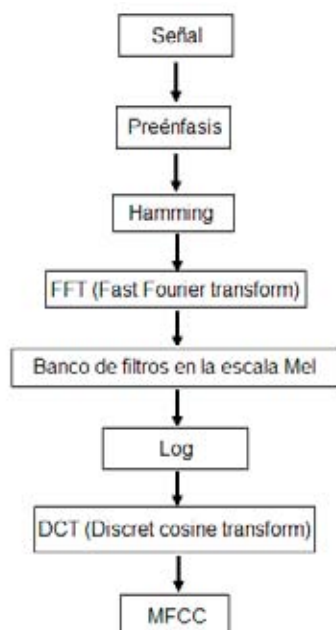 Señal
Preénfasis
Hamming
FFT (Fast Fourier transform)
Banco de filtros en la escala Mel
Log
DCT (Discret cosine transform)
MFCC